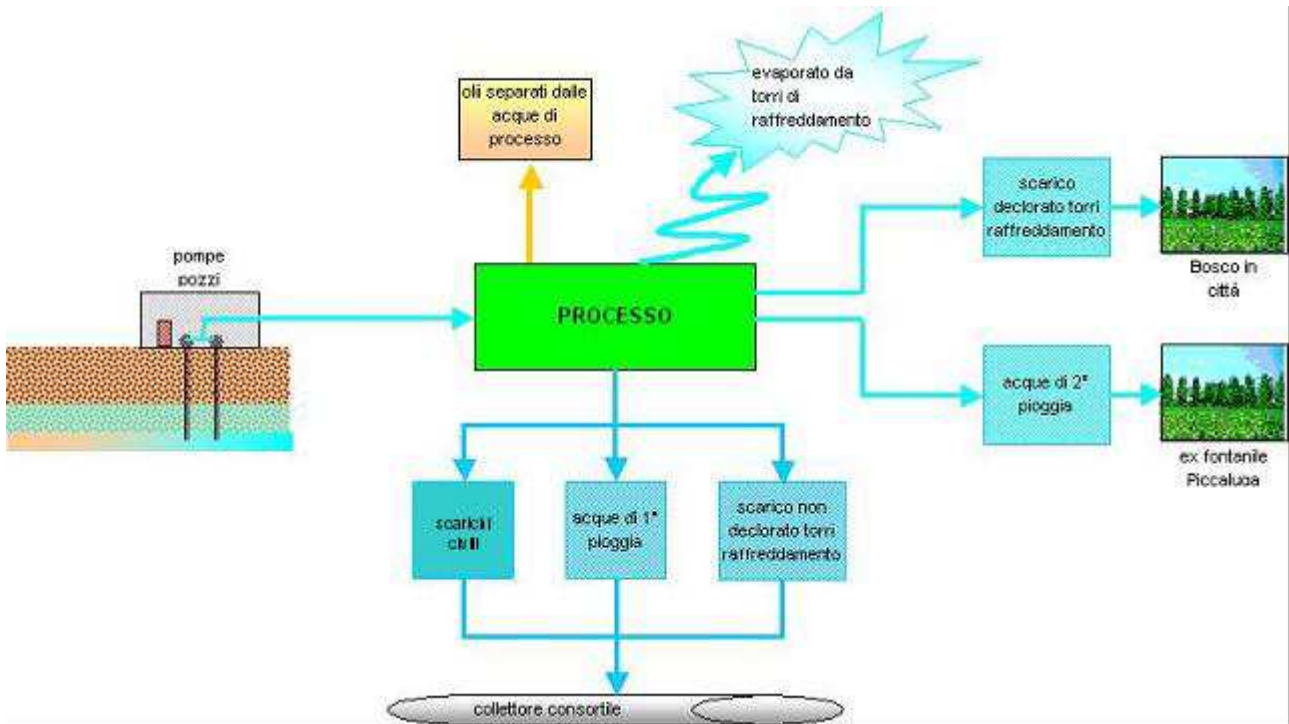 olii separati dalle
acque di
processo
evaporato da
torri di
raffreddamento
scarico
declorato torri
raffreddamento
Bosco in
città
pompe
pozzi
PROCESSO
acque di 2°
pioggia
ex fontanile
Piccaluga
scarichi
civili
acque di 1°
pioggia
scarico non
declorato torri
raffreddamento
collettore consortile